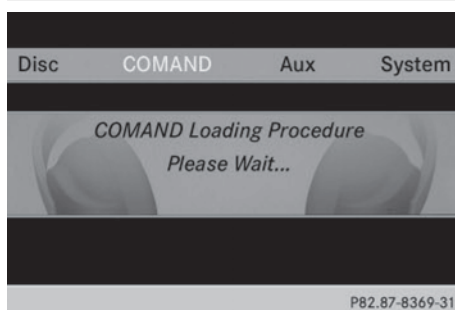 Disc COMAND Aux System
COMAND Loading Procedure
Please Wait...
P82.87-8369-31